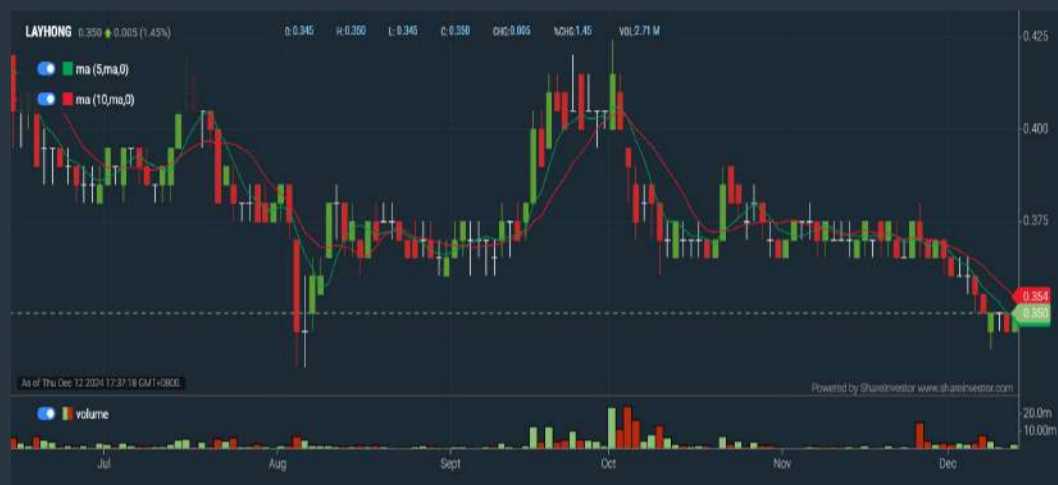 LAYHONG 0.350 0.005 (1.45%) O: 0.345 H: 0.350 L: 0.345 C: 0.350 CHG:0.005 %CHG:1.45 VOL:2.71 M
ma (5,ma,0)
ma (10,ma,0)
0.425
0.400
0.375
0.354
0.350
As of Thu Dec 12 2024 17:37:18 GMT+0800.
Powered by ShareInvestor www.shareinvestor.com
volume
20.0m
10.00m
Jul Aug Sept Oct Nov Dec